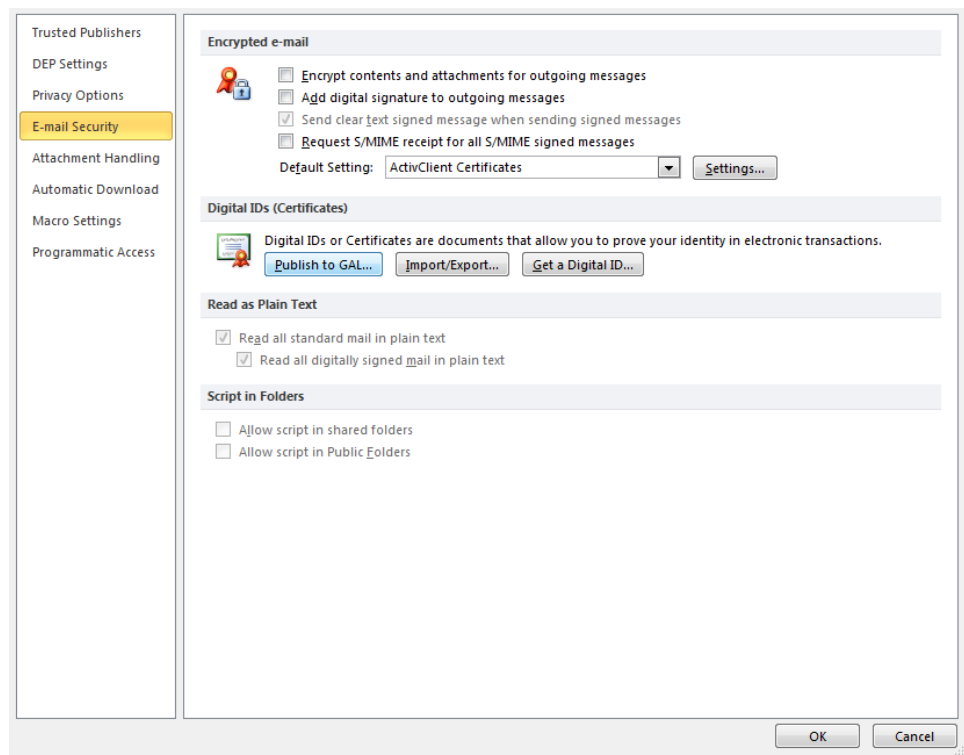 Trusted Publishers
DEP Settings
Privacy Options
E-mail Security
Attachment Handling
Automatic Download
Macro Settings
Programmatic Access
Encrypted e-mail
Encrypt contents and attachments for outgoing messages
Add digital signature to outgoing messages
Send clear text signed message when sending signed messages
Request S/MIME receipt for all S/MIME signed messages
Default Setting: ActivClient Certificates Settings...
Digital IDs (Certificates)
Digital IDs or Certificates are documents that allow you to prove your identity in electronic transactions.
Publish to GAL... Import/Export... Get a Digital ID...
Read as Plain Text
Read all standard mail in plain text
Read all digitally signed mail in plain text
Script in Folders
Allow script in shared folders
Allow script in Public Folders
OK Cancel